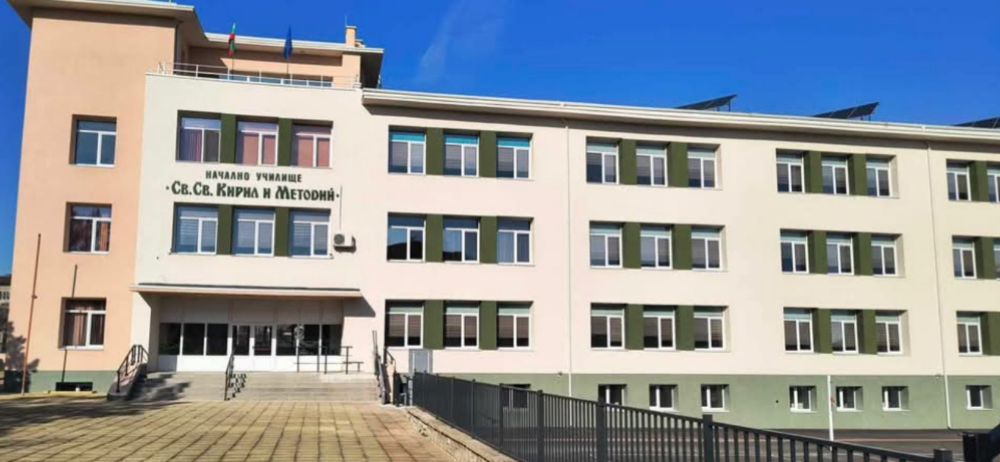 НАЧАЛНО УЧИЛИЩЕ
• Св. Св. Кирил и Методий •